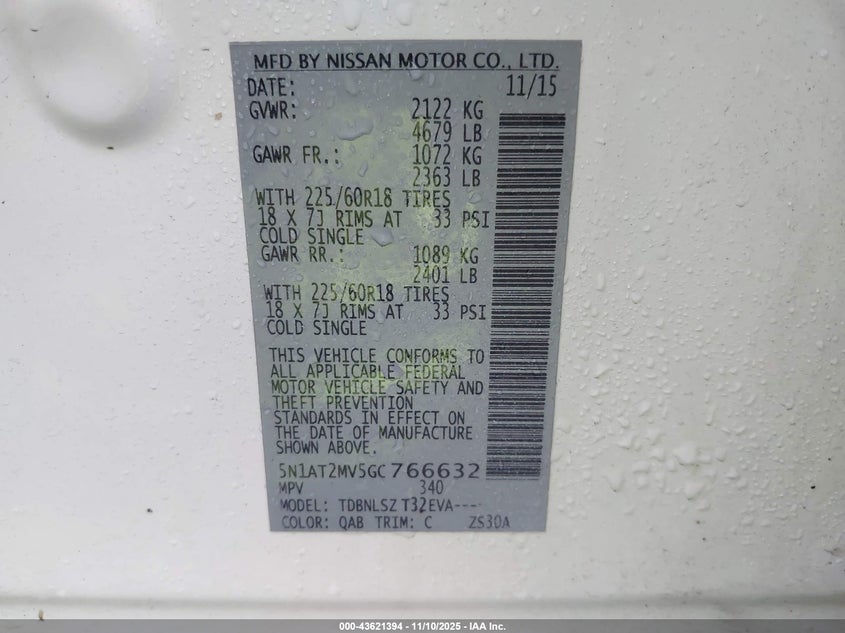 MFD BY NISSAN MOTOR CO., LTD.
DATE: 11/15
GVWR: 2122 KG
4679 LB
GAWR FR.: 1072 KG
2363 LB
WITH 225/60R18 TIRES
18 X 7J RIMS AT 33 PSI
COLD SINGLE
GAWR RR.: 1089 KG
2401 LB
WITH 225/60R18 TIRES
18 X 7J RIMS AT 33 PSI
COLD SINGLE
THIS VEHICLE CONFORMS TO
ALL APPLICABLE FEDERAL
MOTOR VEHICLE SAFETY AND
THEFT PREVENTION
STANDARDS IN EFFECT ON
THE DATE OF MANUFACTURE
SHOWN ABOVE.
5N1AT2MV5GC766632
MPV 340
MODEL: TDBNLSZ T32EVA----
COLOR: QAB TRIM: C ZS30A
000-43621394 — 11/10/2025 — IAA Inc.